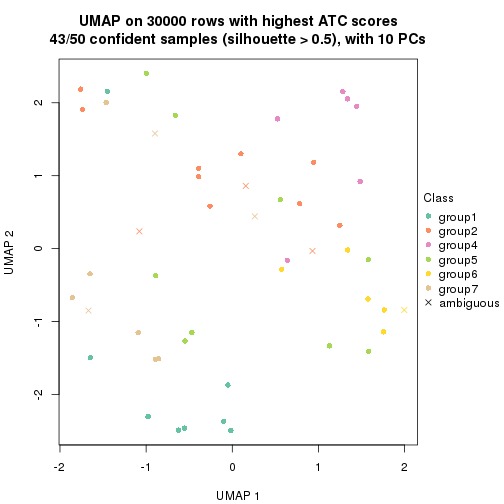 UMAP on 30000 rows with highest ATC scores
43/50 confident samples (silhouette > 0.5), with 10 PCs
UMAP 2
2
1
0
-1
-2
-2
-1
0
1
2
UMAP 1
Class
group1
group2
group4
group5
group6
group7
ambiguous